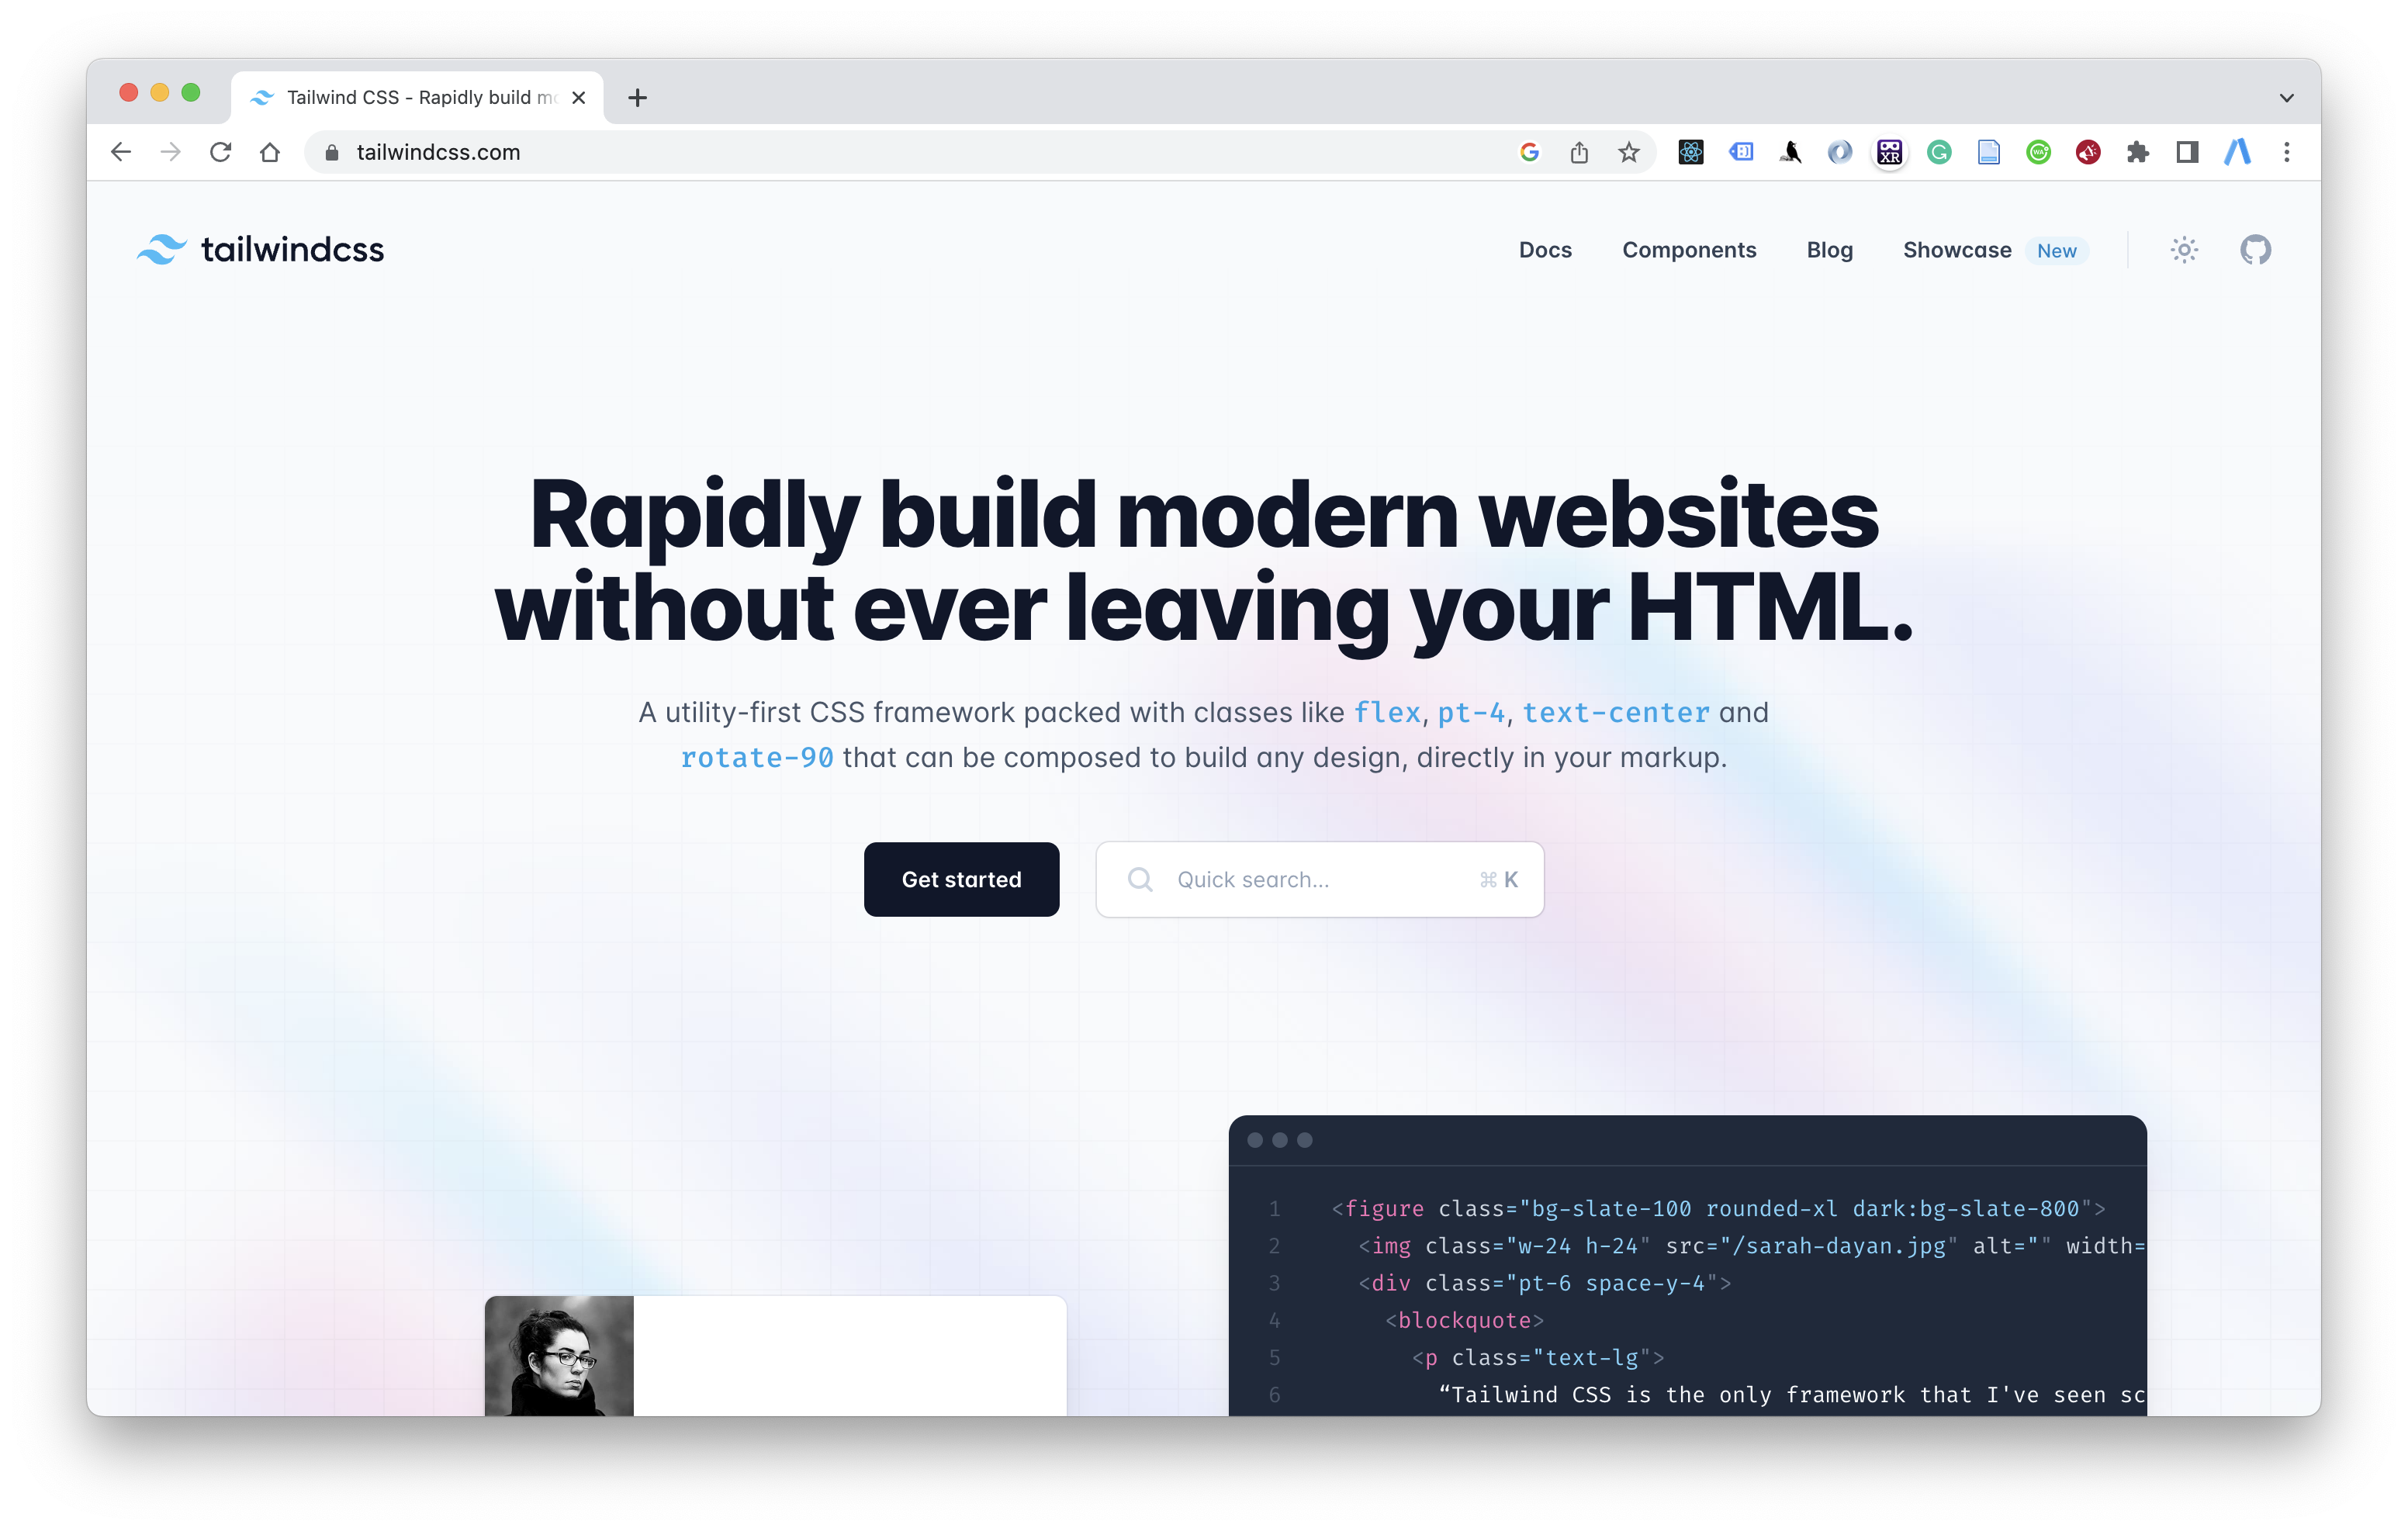 Tailwind CSS - Rapidly build mo
tailwindcss.com
tailwindcss
Docs Components Blog Showcase New
Rapidly build modern websites
without ever leaving your HTML.
A utility-first CSS framework packed with classes like flex, pt-4, text-center and
rotate-90 that can be composed to build any design, directly in your markup.
Get started
Quick search... ⌘ K
1 <figure class="bg-slate-100 rounded-xl dark:bg-slate-800">
2 <img class="w-24 h-24" src="/sarah-dayan.jpg" alt="" width=
3 <div class="pt-6 space-y-4">
4 <blockquote>
5 <p class="text-lg">
6 “Tailwind CSS is the only framework that I've seen sc